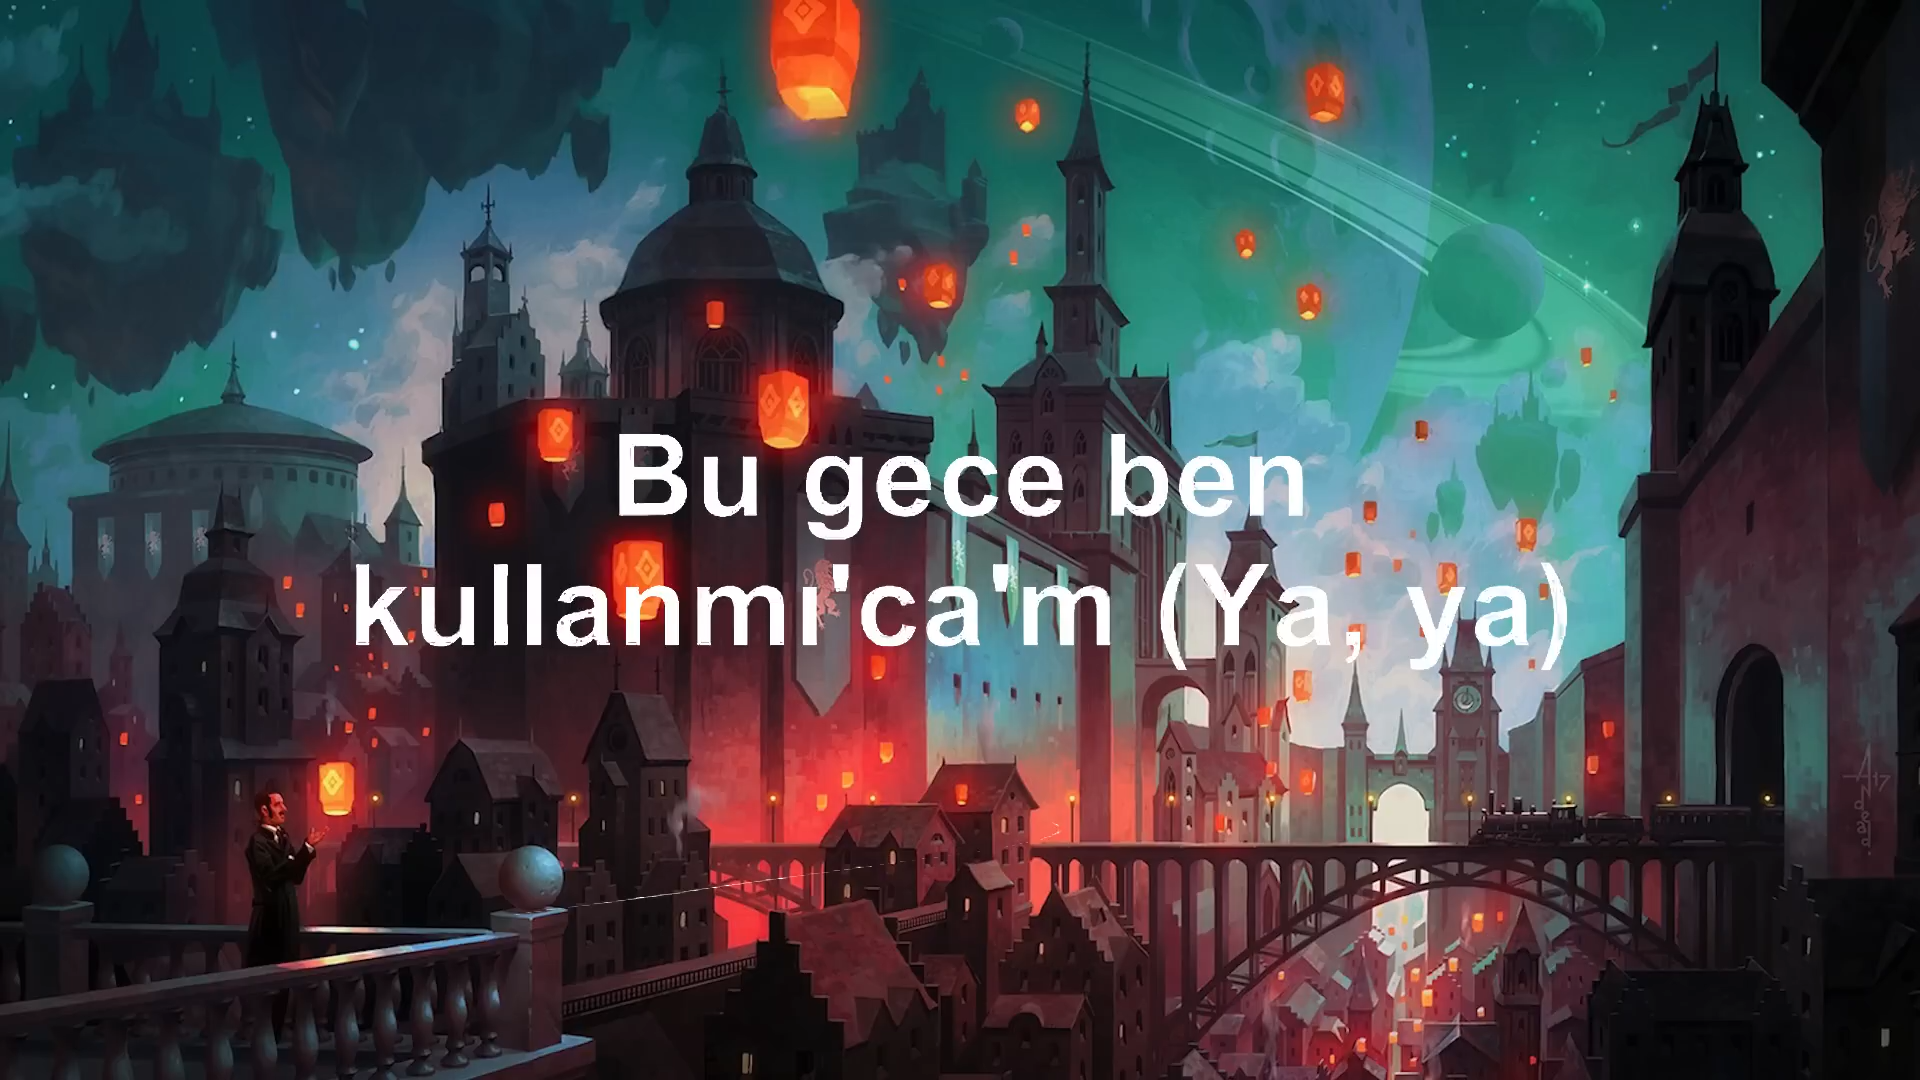 Bu gece ben
kullanmı'ca'm (Ya, ya)